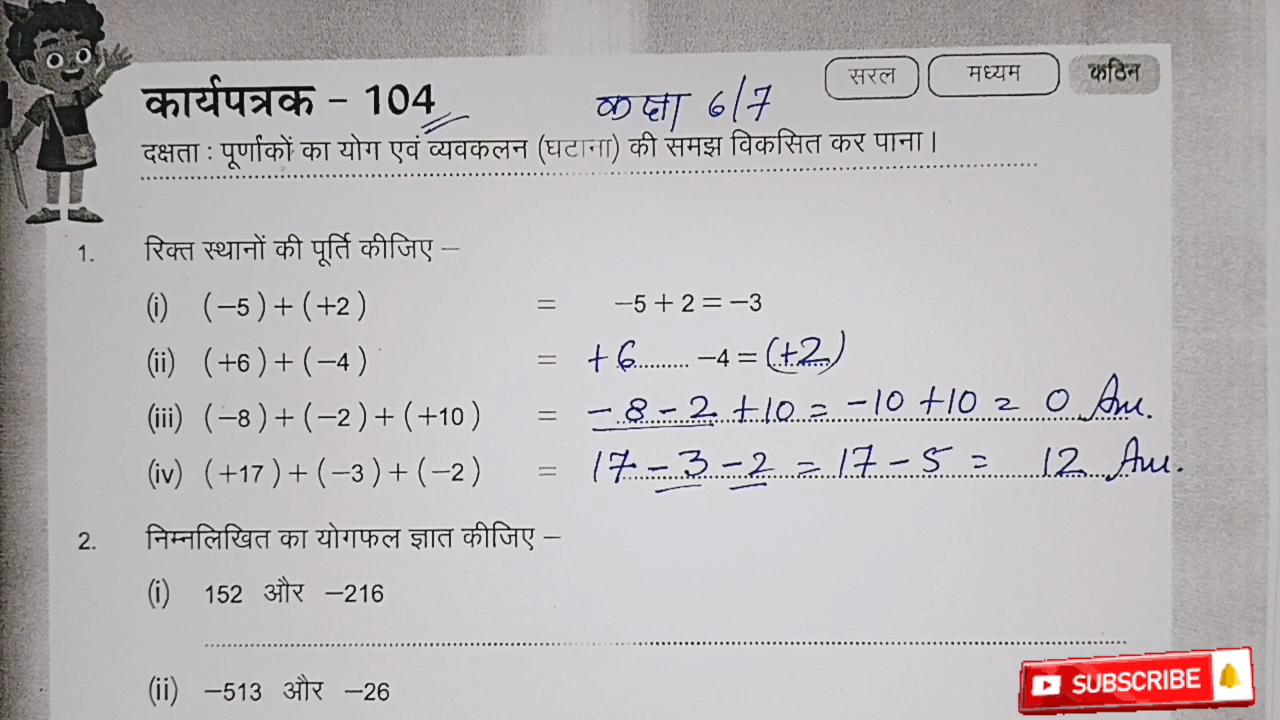 सरल मध्यम कठिन
कार्यपत्रक – 104 कक्षा 6/7
दक्षता : पूर्णाकों का योग एवं व्यवकलन (घटाना) की समझ विकसित कर पाना।
1. रिक्त स्थानों की पूर्ति कीजिए –
(i) (−5) + (+2) = −5 + 2 = −3
(ii) (+6) + (−4) = +6 −4 = (+2)
(iii) (−8) + (−2) + (+10) = −8 − 2 + 10 = −10 + 10 = 0 Ans.
(iv) (+17) + (−3) + (−2) = 17 − 3 − 2 = 17 − 5 = 12 Ans.
2. निम्नलिखित का योगफल ज्ञात कीजिए –
(i) 152 और −216
(ii) −513 और −26
SUBSCRIBE